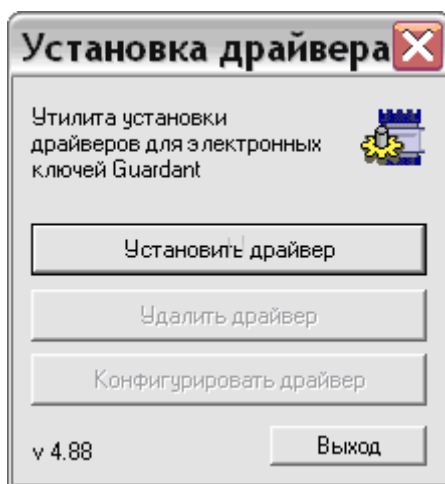 Установка драйвера
Утилита установки
драйверов для электронных
ключей Guardant
Установить драйвер
Удалить драйвер
Конфигурировать драйвер
v 4.88
Выход